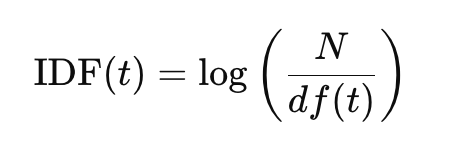 IDF(t) = log(N/df(t))